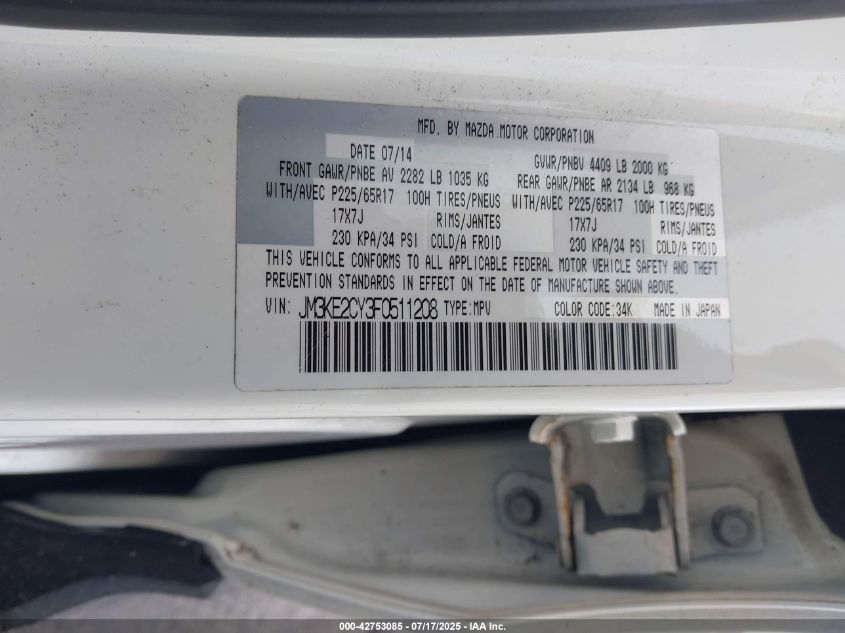 MFD. BY MAZDA MOTOR CORPORATION
DATE 07/14 GVWR/PNBV 4409 LB 2000 KG
FRONT GAWR/PNBE AV 2282 LB 1035 KG REAR GAWR/PNBE AR 2134 LB 968 KG
WITH/AVEC P225/65R17 100H TIRES/PNEUS WITH/AVEC P225/65R17 100H TIRES/PNEUS
17X7J RIMS/JANTES 17X7J RIMS/JANTES
230 KPA/34 PSI COLD/A FROID 230 KPA/34 PSI COLD/A FROID
THIS VEHICLE CONFORMS TO ALL APPLICABLE FEDERAL MOTOR VEHICLE SAFETY AND THEFT
PREVENTION STANDARDS IN EFFECT ON THE DATE OF MANUFACTURE SHOWN ABOVE.
VIN: JM3KE2CY3F0511208 TYPE:MPV COLOR CODE:34K MADE IN JAPAN
000-42753085 - 07/17/2025 - IAA Inc.